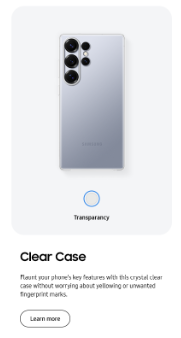 Transparency
Clear Case
Flaunt your phone's key features with this crystal clear
case without worrying about yellowing or unwanted
fingerprint marks.
Learn more